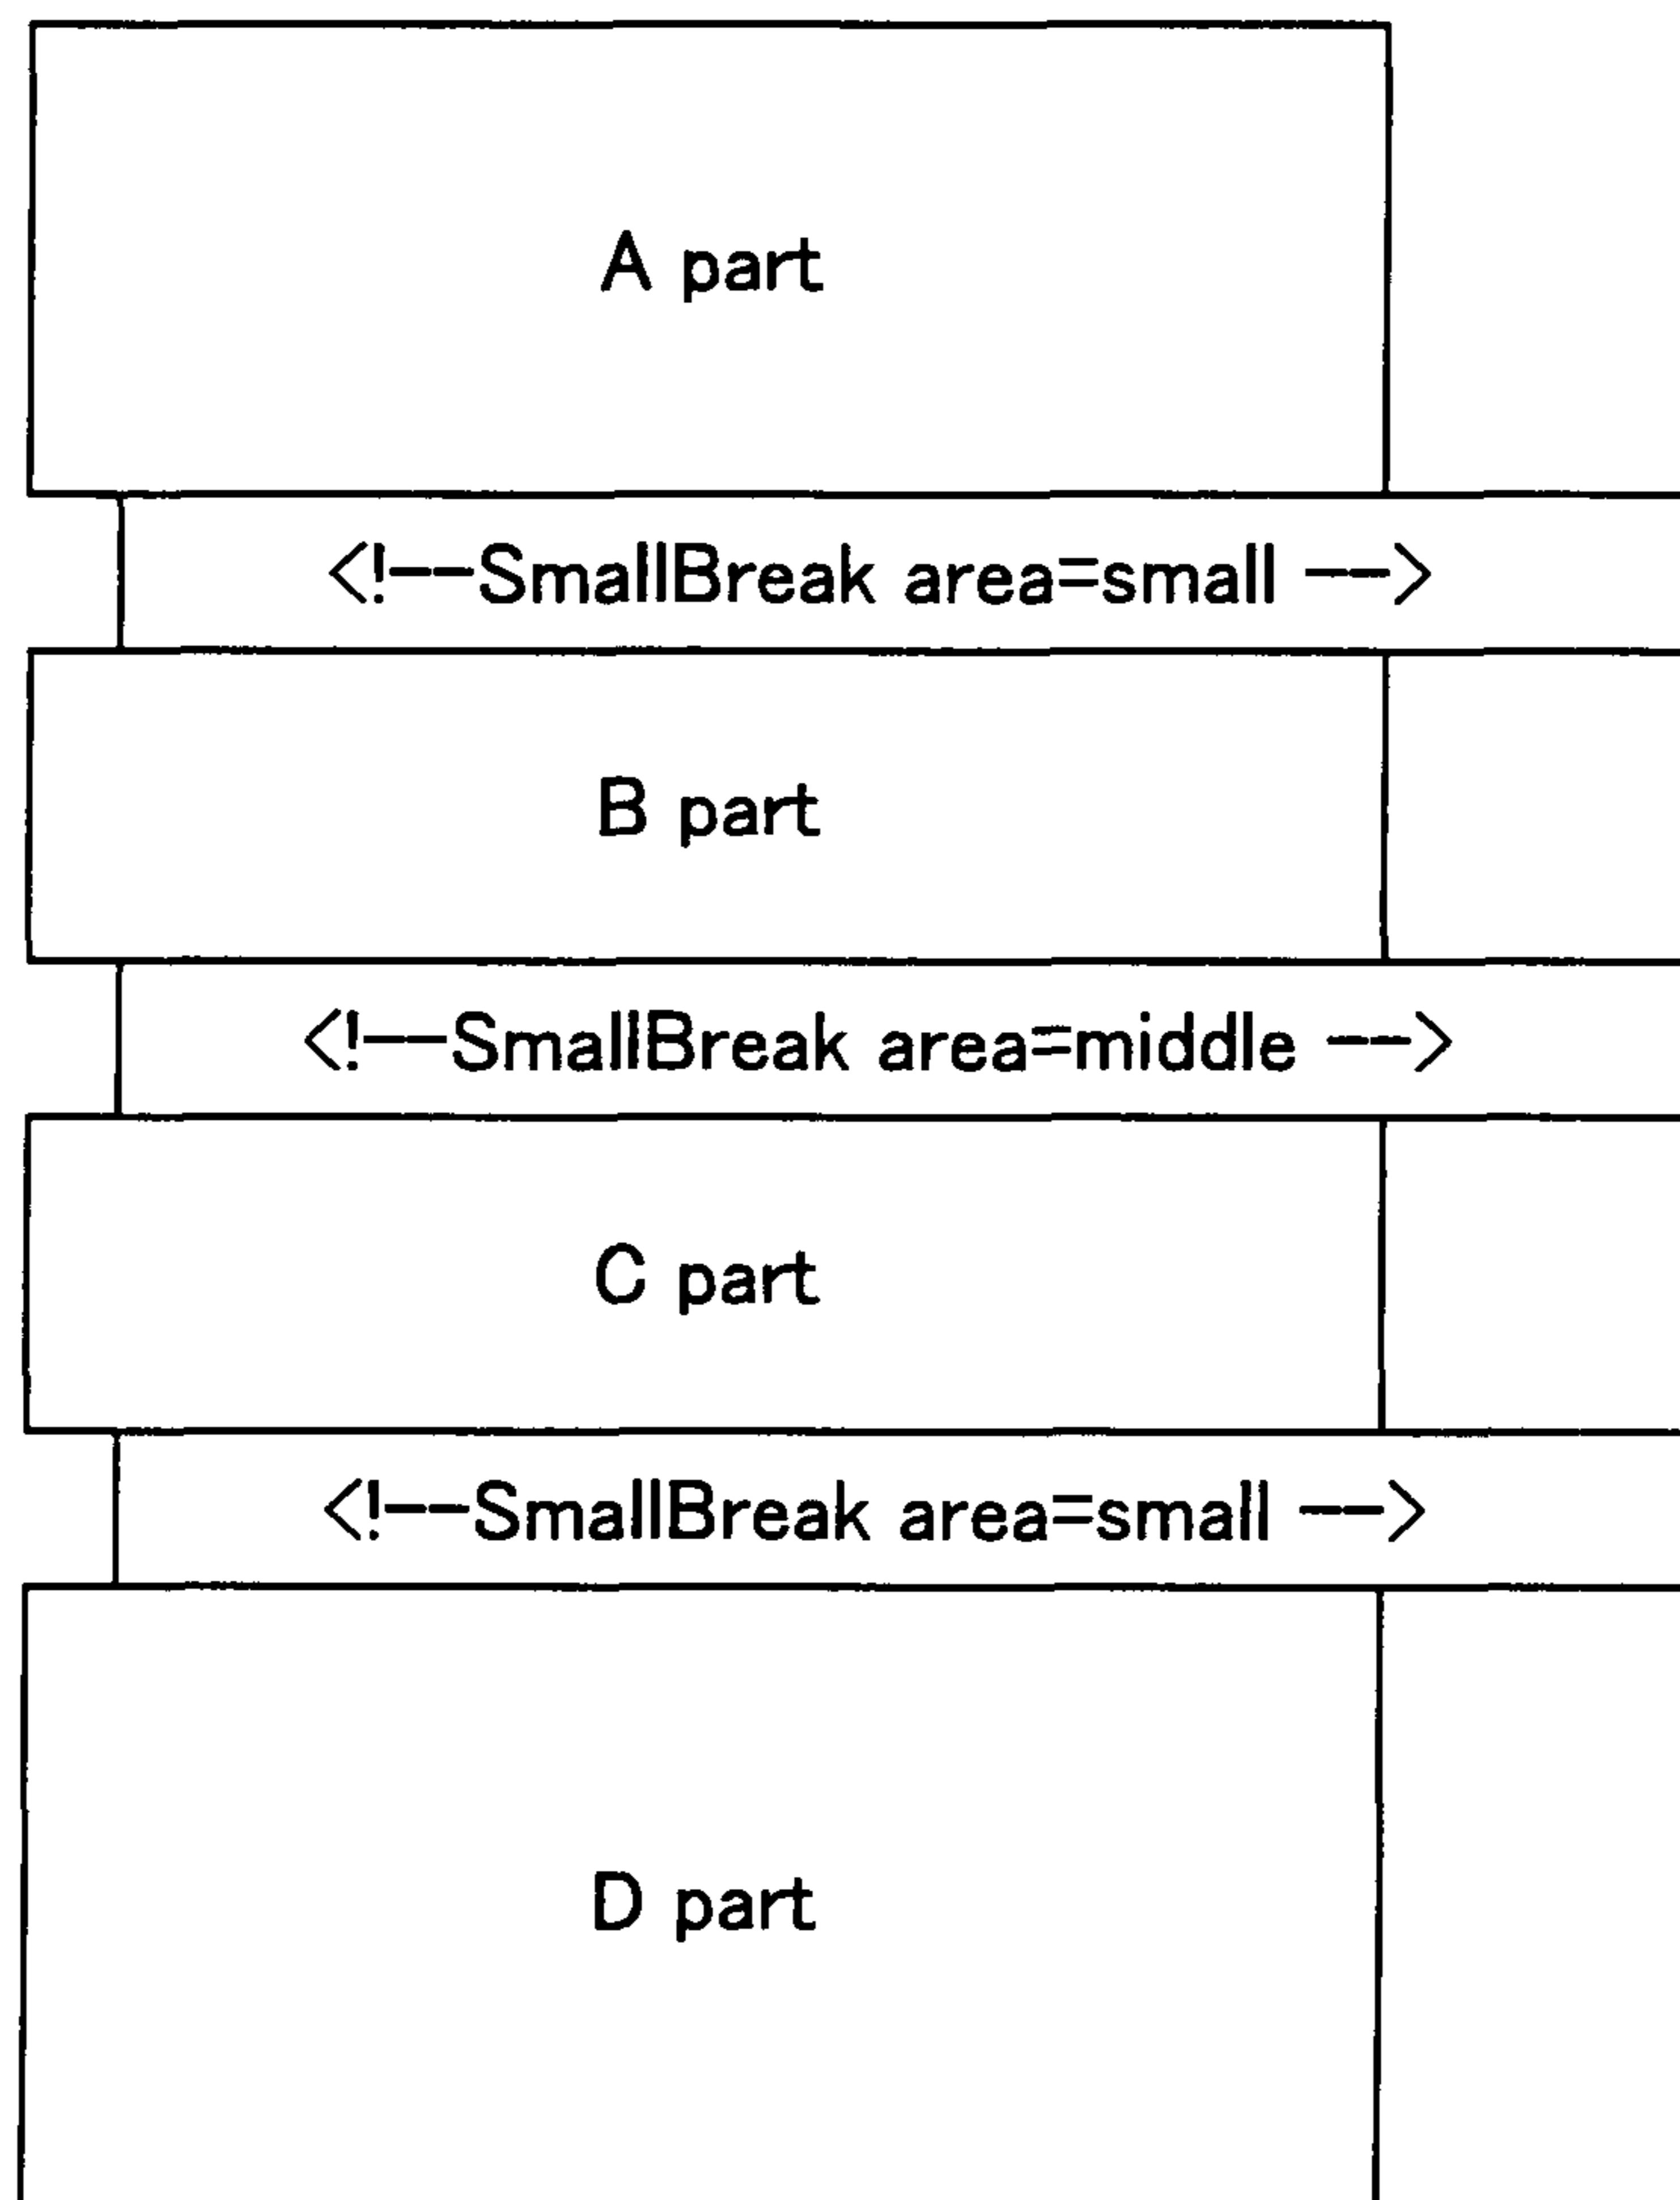 A part
<!--SmallBreak area=small -->
B part
<!--SmallBreak area=middle -->
C part
<!--SmallBreak area=small -->
D part